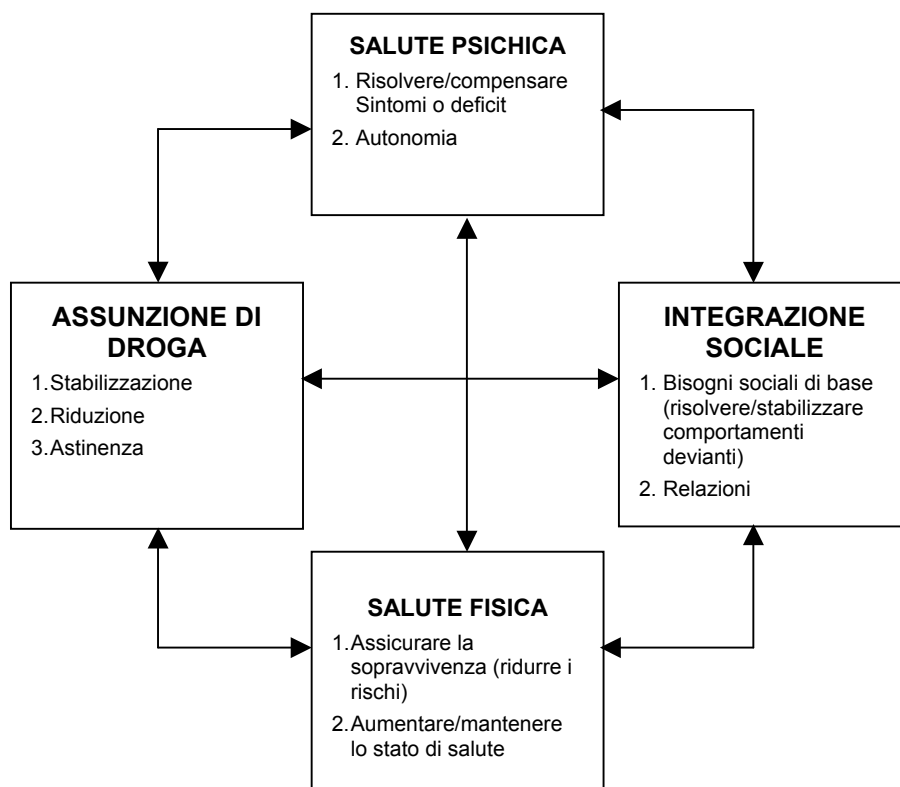 SALUTE PSICHICA
1. Risolvere/compensare
Sintomi o deficit
2. Autonomia
ASSUNZIONE DI
DROGA
1.Stabilizzazione
2.Riduzione
3.Astinenza
INTEGRAZIONE
SOCIALE
1. Bisogni sociali di base
(risolvere/stabilizzare
comportamenti
devianti)
2. Relazioni
SALUTE FISICA
1.Assicurare la
sopravvivenza (ridurre i
rischi)
2.Aumentare/mantenere
lo stato di salute